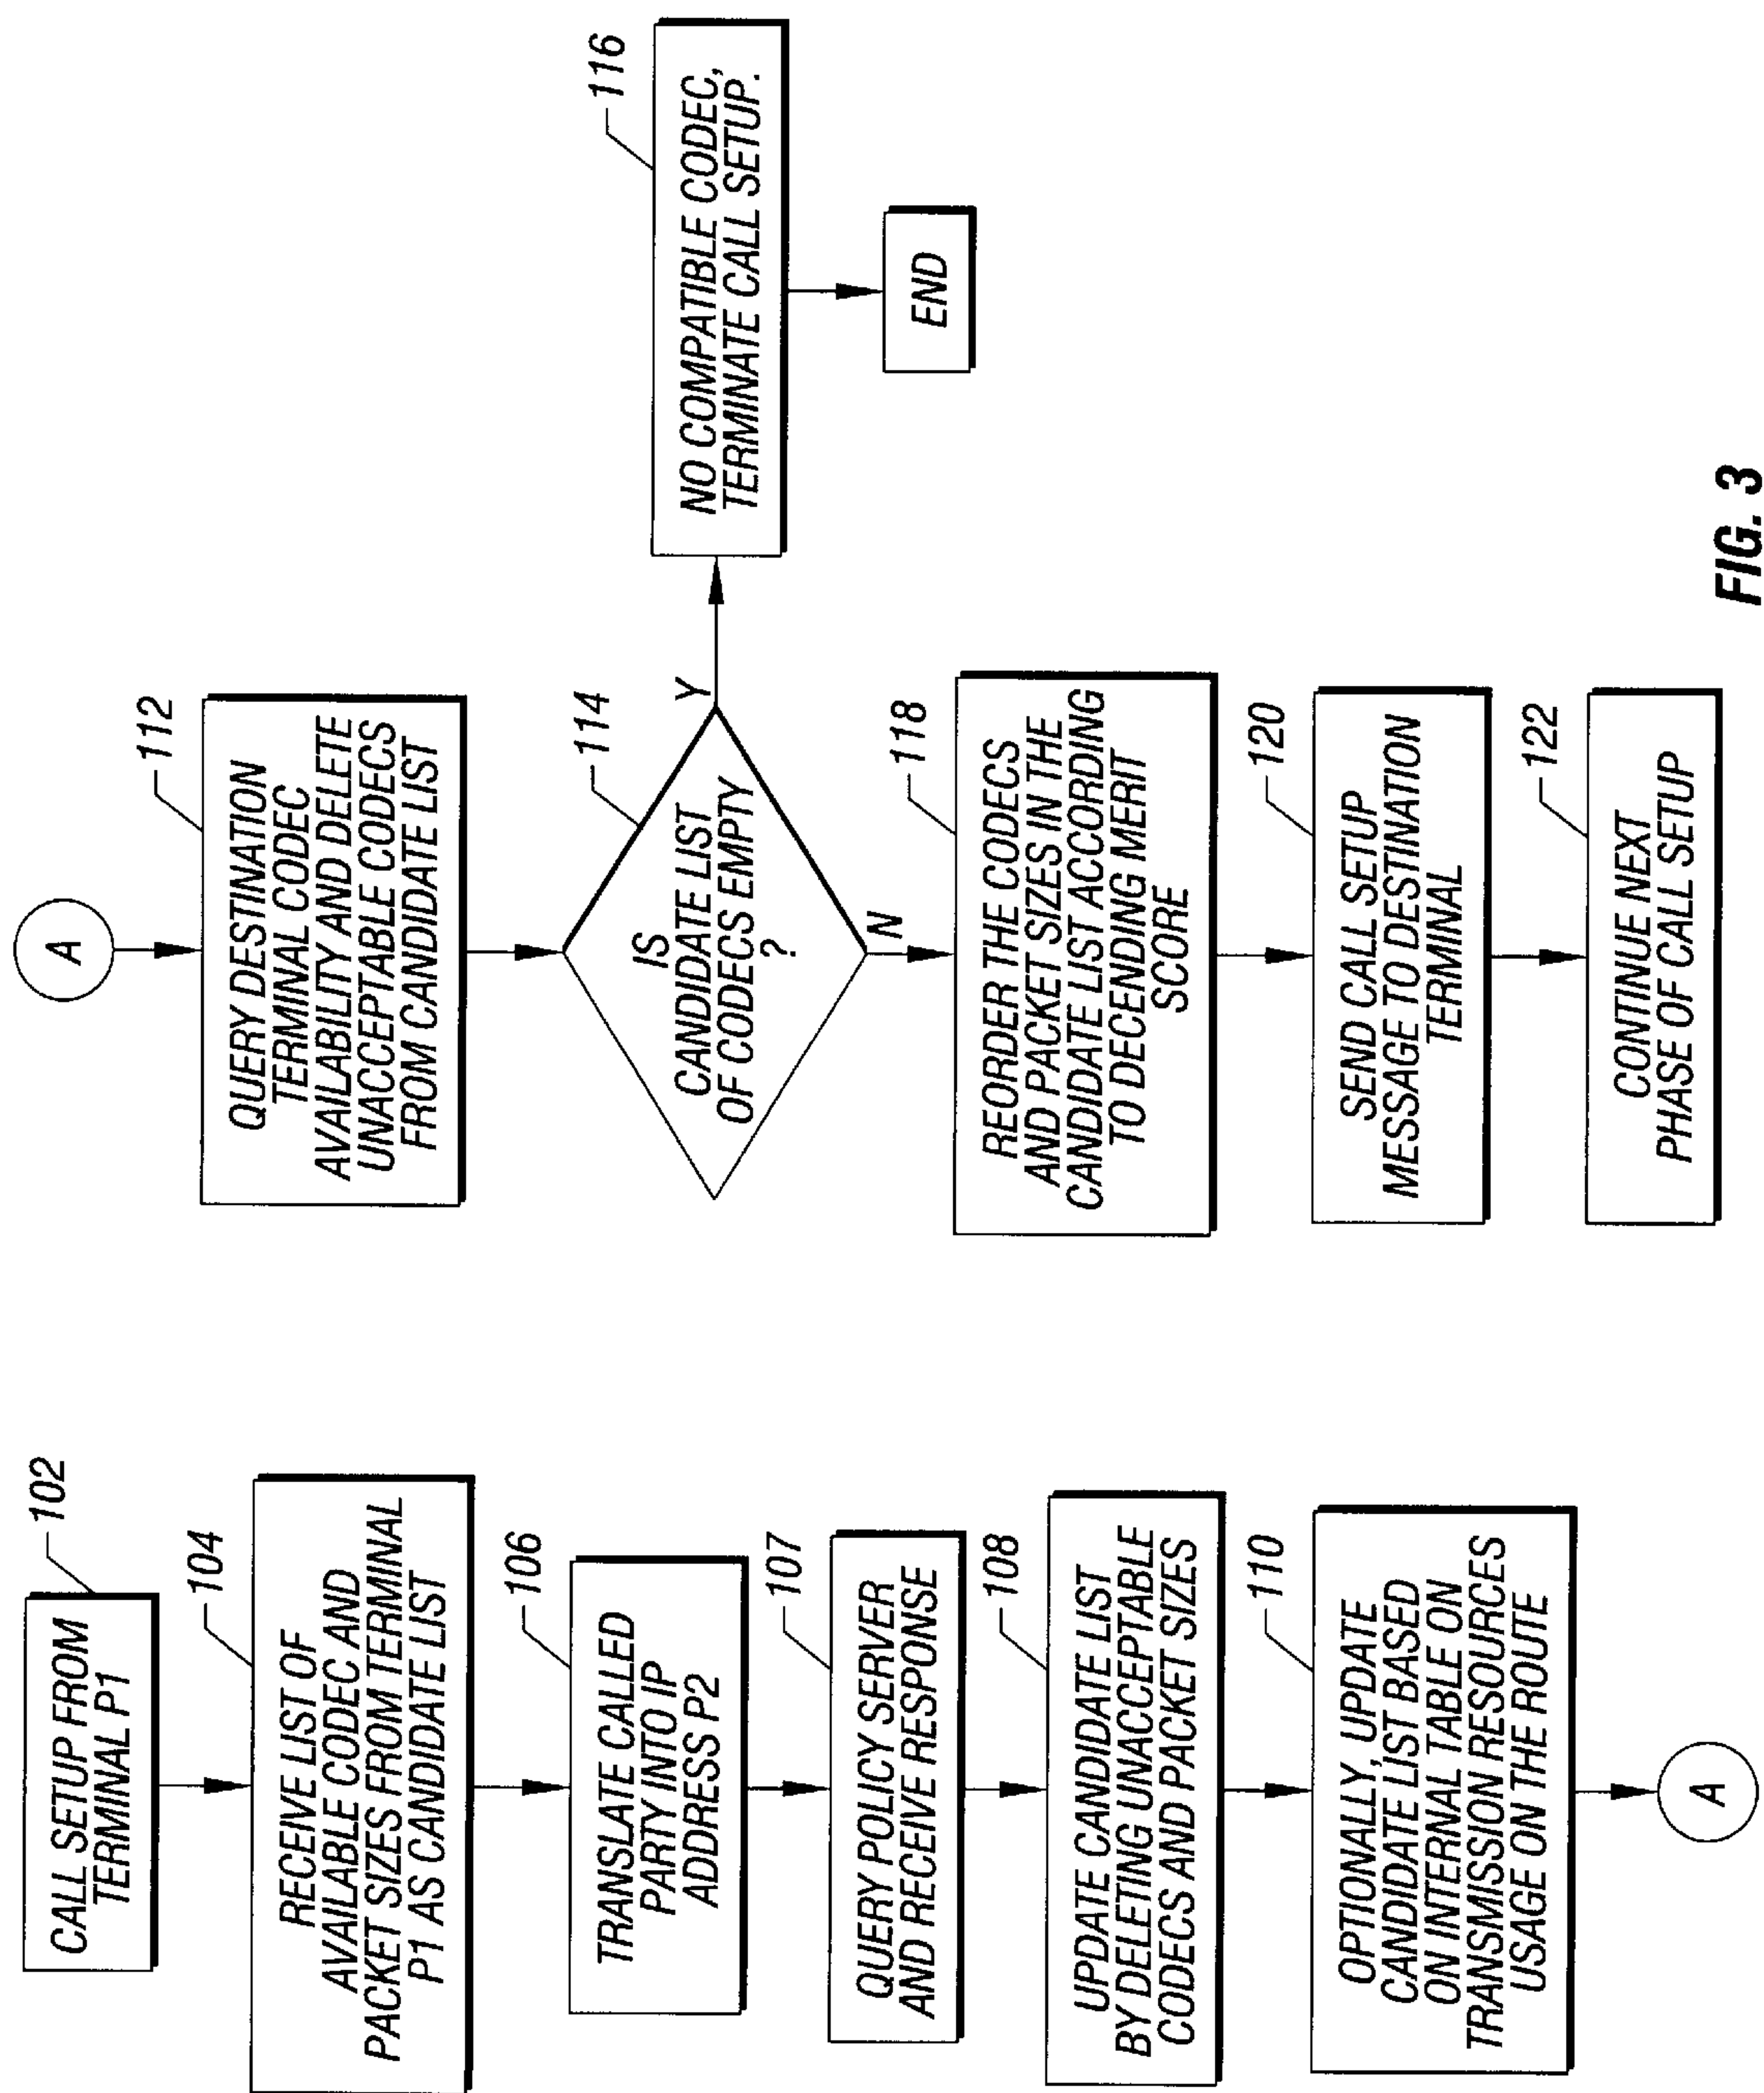 CALL SETUP FROM
TERMINAL P1
102
RECEIVE LIST OF
AVAILABLE CODEC AND
PACKET SIZES FROM TERMINAL
P1 AS CANDIDATE LIST
104
TRANSLATE CALLED
PARTY INTO IP
ADDRESS P2
106
QUERY POLICY SERVER
AND RECEIVE RESPONSE
107
UPDATE CANDIDATE LIST
BY DELETING UNACCEPTABLE
CODECS AND PACKET SIZES
108
OPTIONALLY, UPDATE
CANDIDATE LIST BASED
ON INTERNAL TABLE ON
TRANSMISSION RESOURCES
USAGE ON THE ROUTE
110
A
A
QUERY DESTINATION
TERMINAL CODEC
AVAILABILITY AND DELETE
UNACCEPTABLE CODECS
FROM CANDIDATE LIST
112
IS
CANDIDATE LIST
OF CODECS EMPTY
?
114
Y
N
NO COMPATIBLE CODEC,
TERMINATE CALL SETUP.
116
END
REORDER THE CODECS
AND PACKET SIZES IN THE
CANDIDATE LIST ACCORDING
TO DECENDING MERIT
SCORE
118
SEND CALL SETUP
MESSAGE TO DESTINATION
TERMINAL
120
CONTINUE NEXT
PHASE OF CALL SETUP
122
FIG. 3